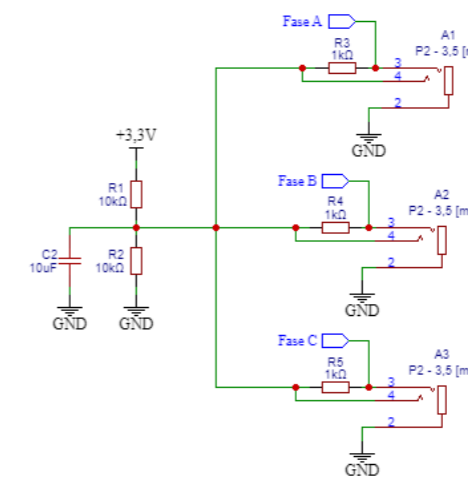 Fase A
R3
1kΩ
A1
P2 - 3,5 [m
3
4
2
GND
+3,3V
R1
10kΩ
Fase B
R4
1kΩ
A2
P2 - 3,5 [m
3
4
2
GND
C2
10uF
R2
10kΩ
GND
GND
Fase C
R5
1kΩ
A3
P2 - 3,5 [m
3
4
2
GND